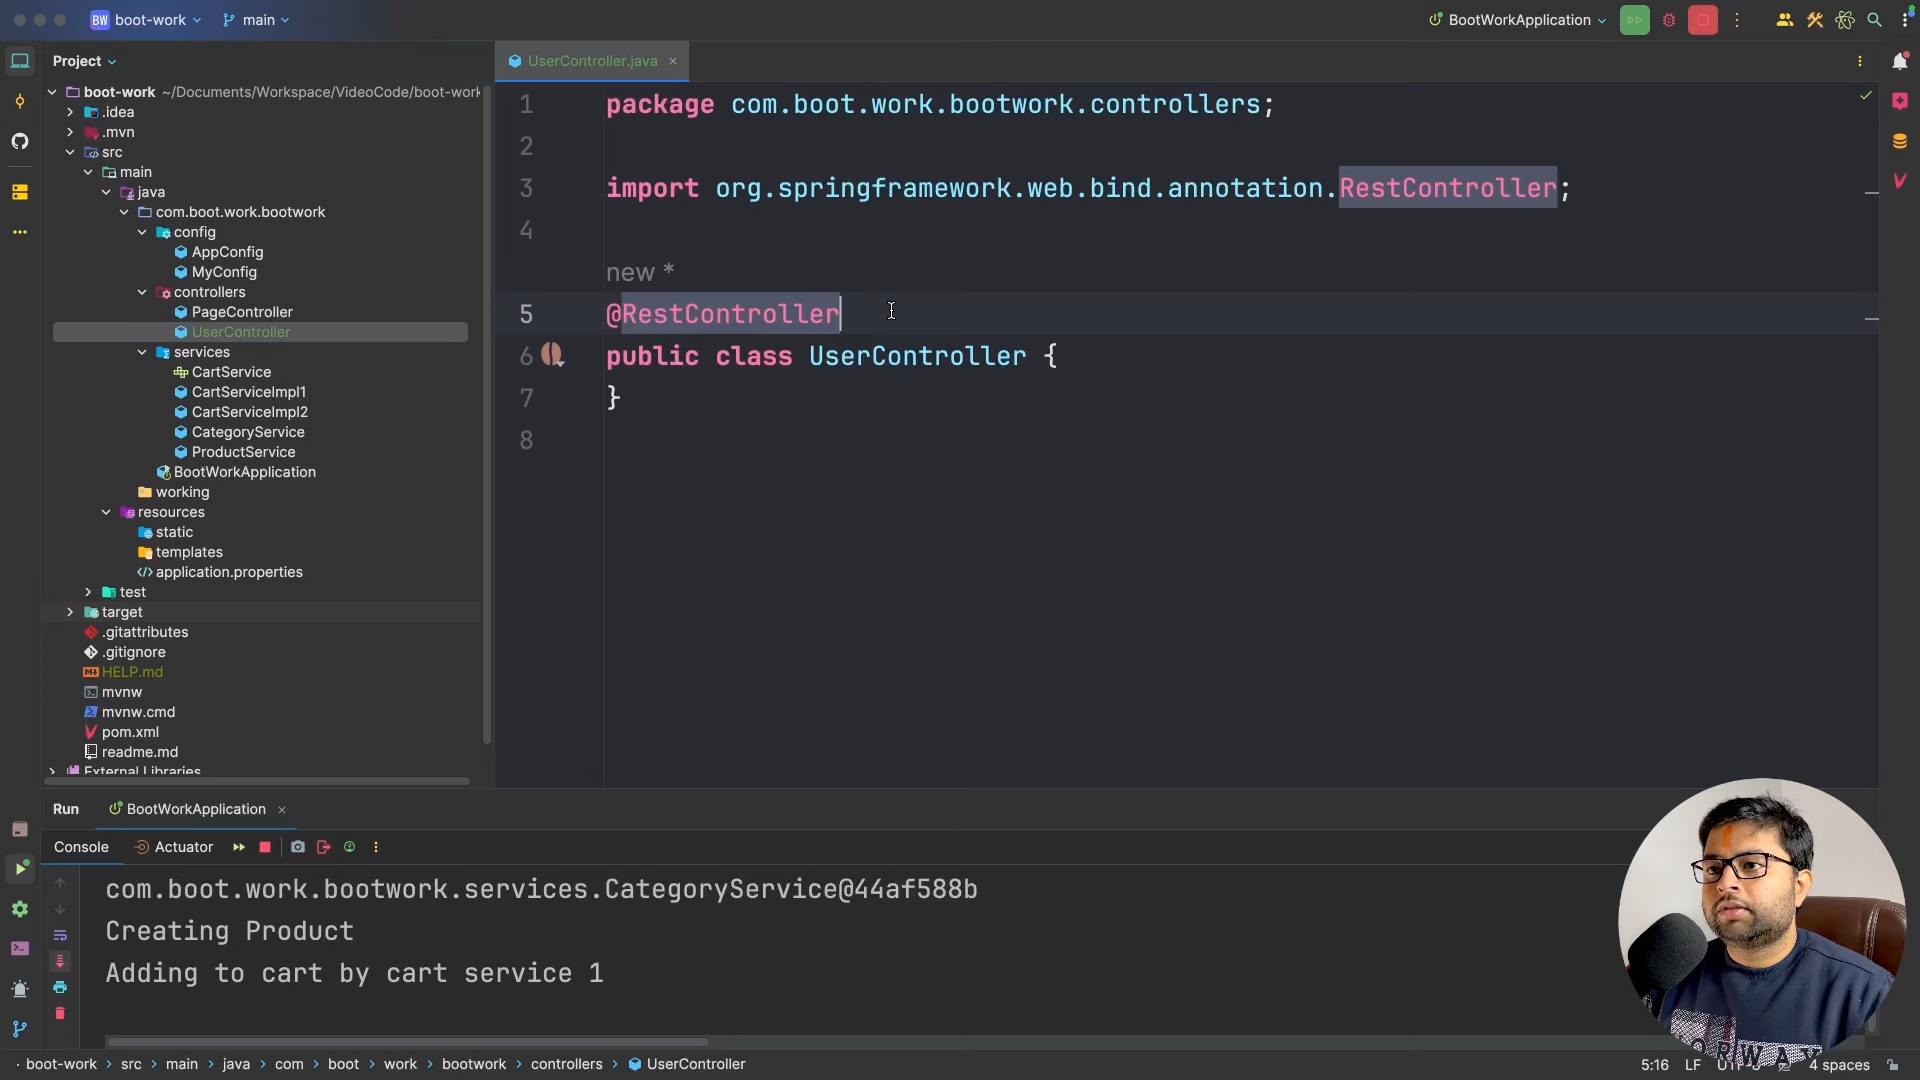 BW boot-work main
BootWorkApplication
Project
UserController.java
boot-work ~/Documents/Workspace/VideoCode/boot-work
.idea
.mvn
src
main
java
com.boot.work.bootwork
config
AppConfig
MyConfig
controllers
PageController
UserController
services
CartService
CartServiceImpl1
CartServiceImpl2
CategoryService
ProductService
BootWorkApplication
working
resources
static
templates
application.properties
test
target
.gitattributes
.gitignore
HELP.md
mvnw
mvnw.cmd
pom.xml
readme.md
External Libraries
1 package com.boot.work.bootwork.controllers;
2
3 import org.springframework.web.bind.annotation.RestController;
4
new *
5 @RestController
6 public class UserController {
7 }
8
Run BootWorkApplication
Console Actuator
com.boot.work.bootwork.services.CategoryService@44af588b
Creating Product
Adding to cart by cart service 1
boot-work > src > main > java > com > boot > work > bootwork > controllers > UserController
5:16 LF 4 spaces